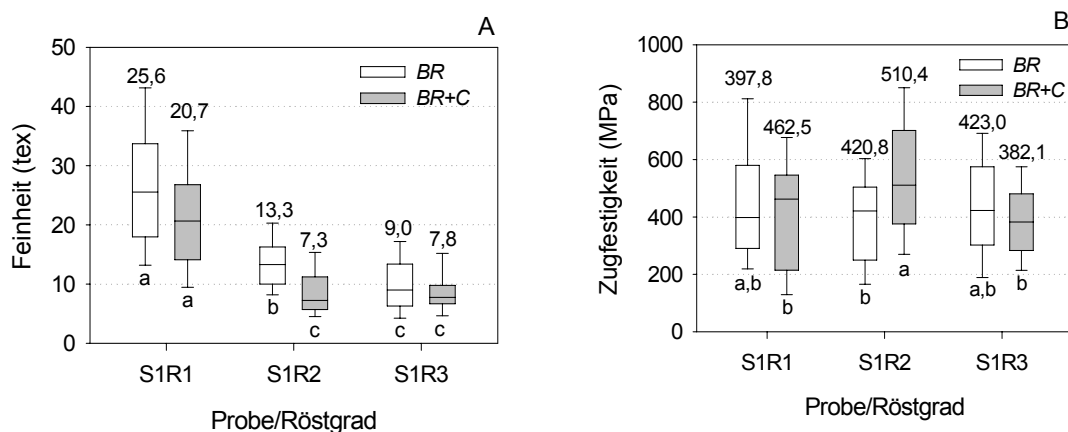 A
Feinheit (tex)
50
40
30
20
10
0
BR
BR+C
25,6
20,7
13,3
7,3
9,0
7,8
a
a
b
c
c
c
S1R1
S1R2
S1R3
Probe/Röstgrad
B
Zugfestigkeit (MPa)
1000
800
600
400
200
0
BR
BR+C
397,8
462,5
420,8
510,4
423,0
382,1
a,b
b
b
a
a,b
b
S1R1
S1R2
S1R3
Probe/Röstgrad